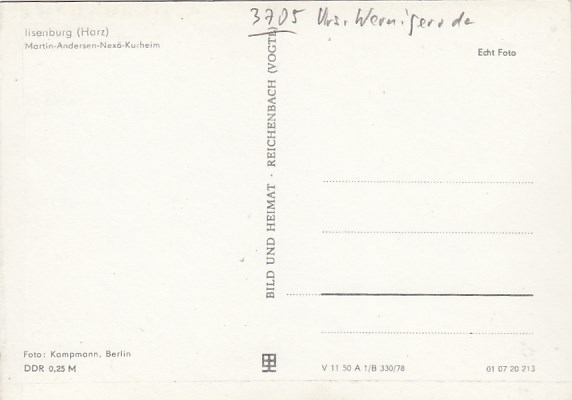 3705 Krs. Wernigerode
Ilsenburg (Harz)
Martin-Andersen-Nexö-Kurheim
Echt Foto
BILD UND HEIMAT · REICHENBACH (VOGTL
Foto: Kampmann, Berlin
DDR 0,25 M
V 11 50 A 1/B 330/78
01 07 20 213